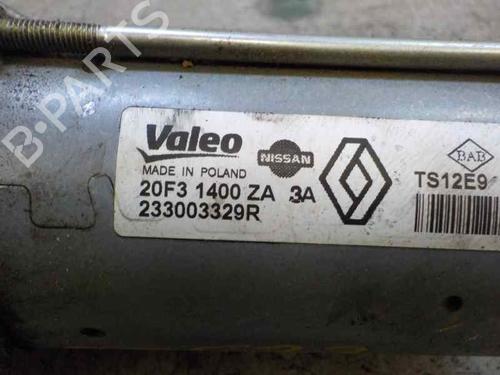 B-PARTS
Valeo
MADE IN POLAND
NISSAN
BAB
20F3 1400 ZA 3A
TS12E9
233003329R